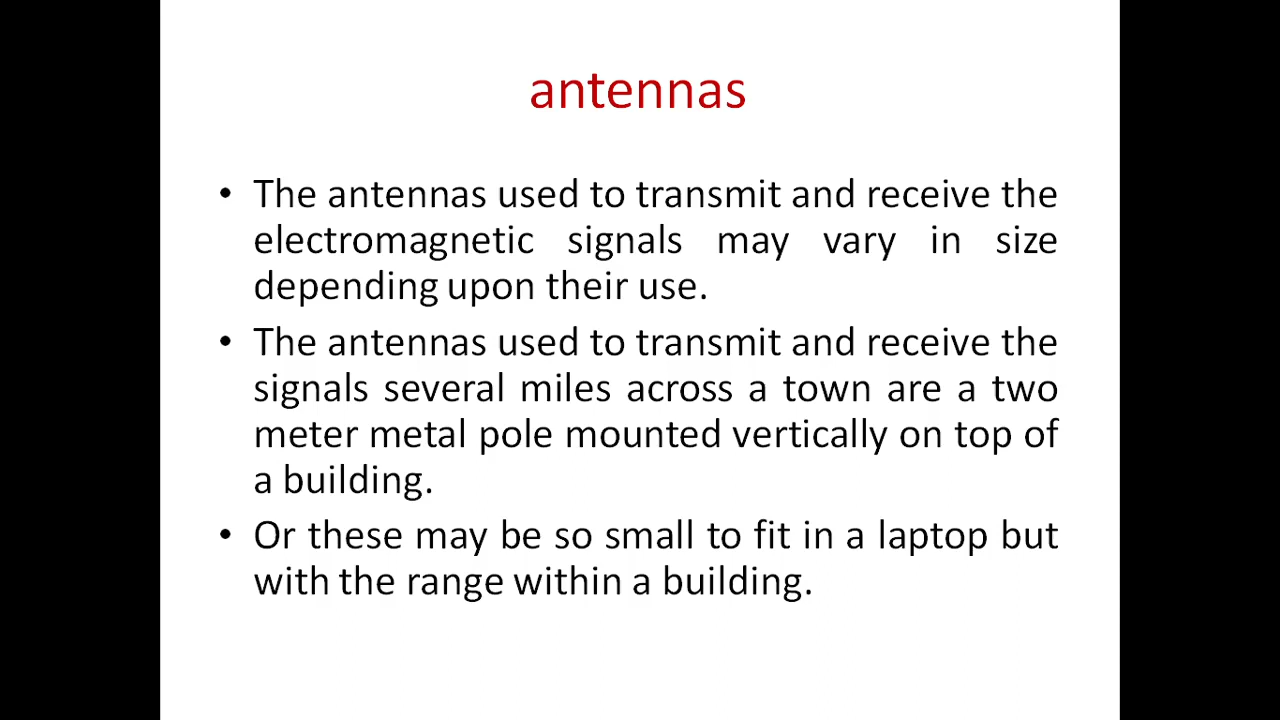 antennas
• The antennas used to transmit and receive the
electromagnetic signals may vary in size
depending upon their use.
• The antennas used to transmit and receive the
signals several miles across a town are a two
meter metal pole mounted vertically on top of
a building.
• Or these may be so small to fit in a laptop but
with the range within a building.